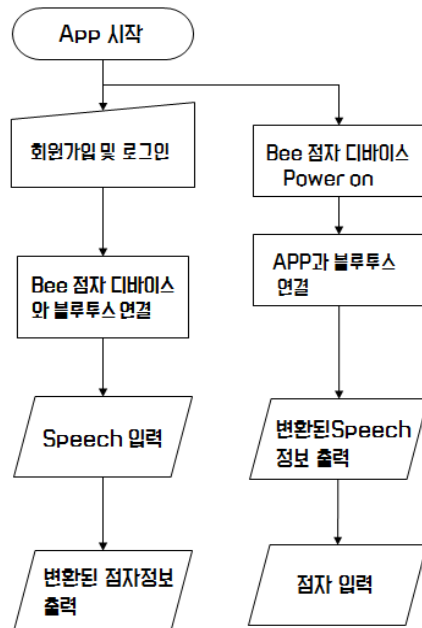 App 시작
회원가입 및 로그인
Bee 점자 디바이스
와 블루투스 연결
Speech 입력
변환된 점자정보
출력
Bee 점자 디바이스
Power on
APP과 블루투스
연결
변환된Speech
정보 출력
점자 입력